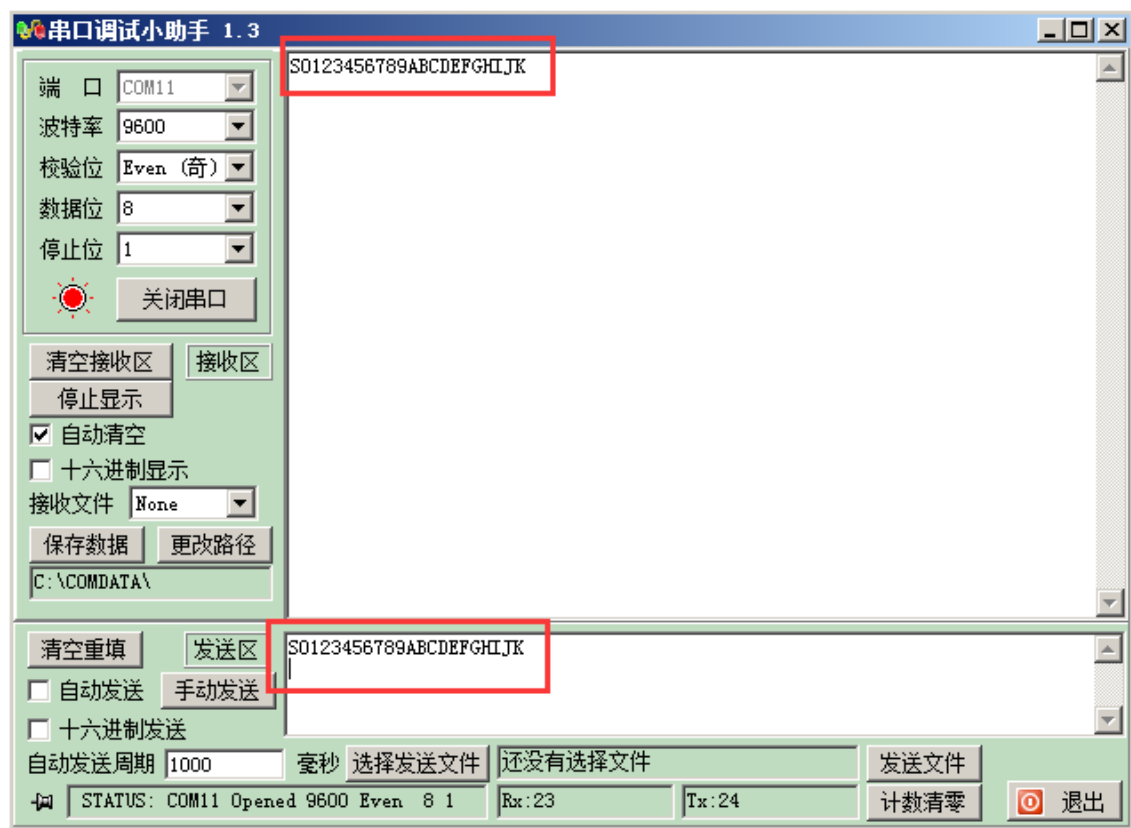 串口调试小助手 1.3
S0123456789ABCDEFGHIJK
端 口 COM11
波特率 9600
校验位 Even (奇)
数据位 8
停止位 1
关闭串口
清空接收区 接收区
停止显示
自动清空
十六进制显示
接收文件 None
保存数据 更改路径
C:\COMDATA\
清空重填 发送区
S0123456789ABCDEFGHIJK
自动发送 手动发送
十六进制发送
自动发送周期 1000 毫秒 选择发送文件 还没有选择文件 发送文件
STATUS: COM11 Opened 9600 Even 8 1 Rx:23 Tx:24 计数清零 退出